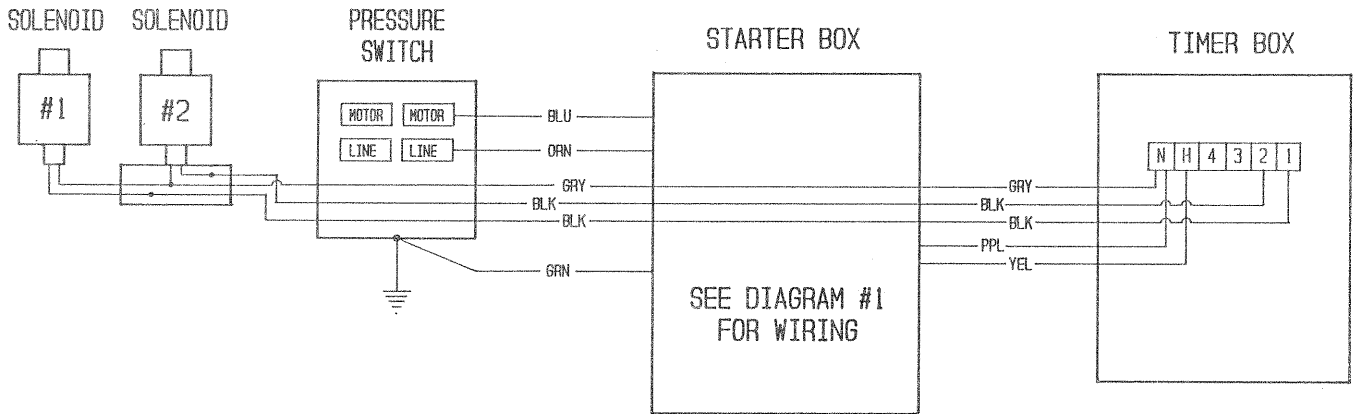 SOLENOID
#1
SOLENOID
#2
PRESSURE
SWITCH
MOTOR MOTOR
LINE LINE
BLU
ORN
GRY
BLK
BLK
GRN
STARTER BOX
SEE DIAGRAM #1
FOR WIRING
GRY
BLK
BLK
PPL
YEL
TIMER BOX
N H 4 3 2 1